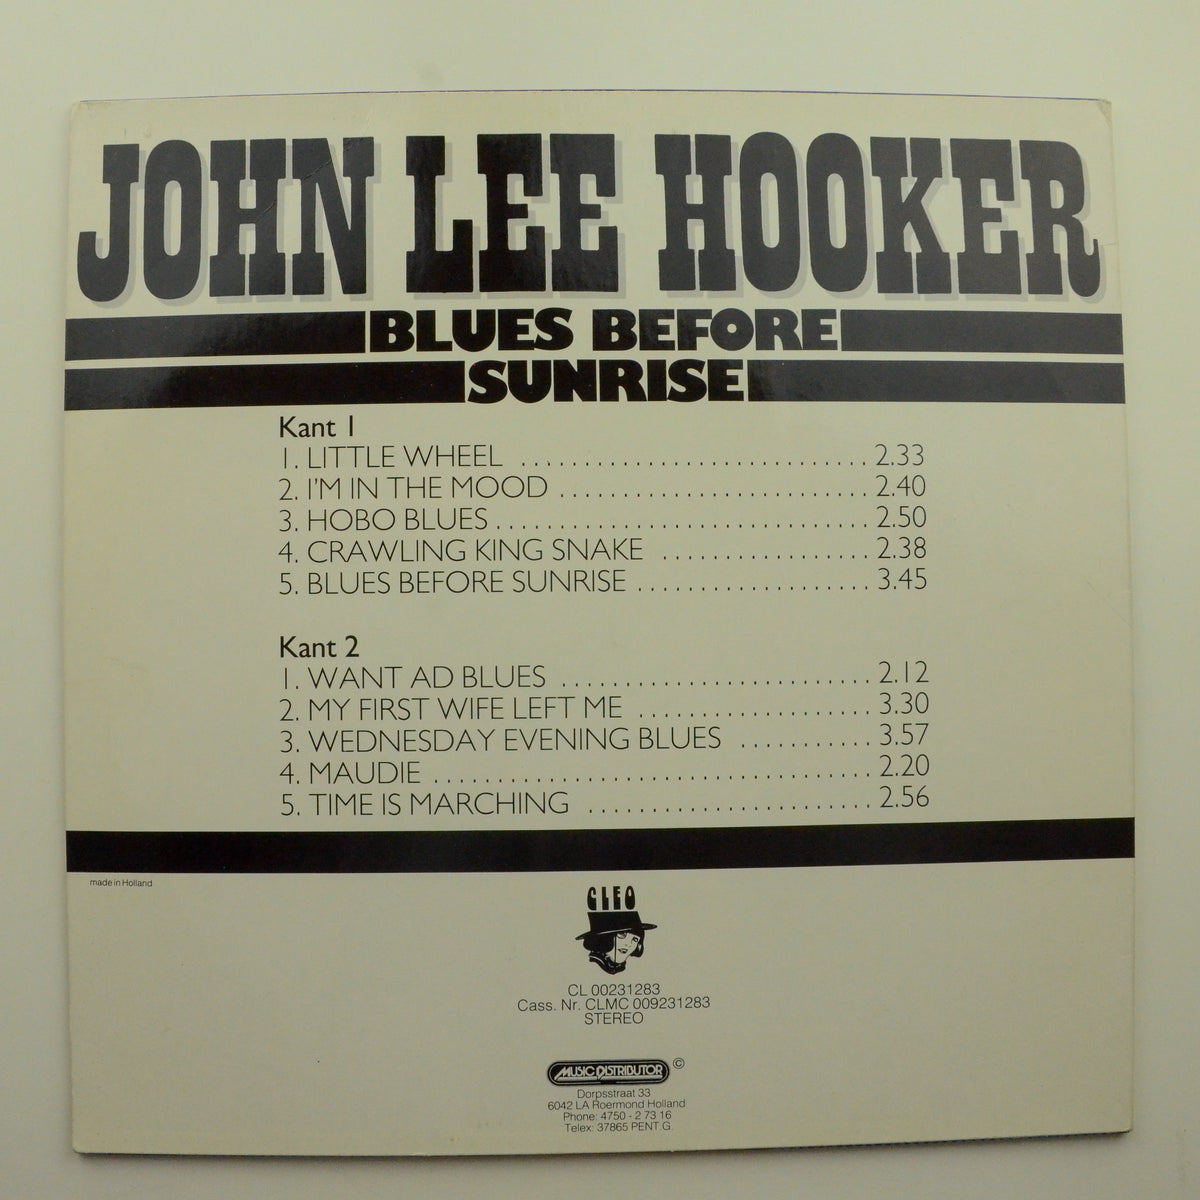 JOHN LEE HOOKER
BLUES BEFORE
SUNRISE
Kant 1
1. LITTLE WHEEL ........................... 2.33
2. I'M IN THE MOOD ........................ 2.40
3. HOBO BLUES ............................. 2.50
4. CRAWLING KING SNAKE ................ 2.38
5. BLUES BEFORE SUNRISE .................. 3.45
Kant 2
1. WANT AD BLUES ........................ 2.12
2. MY FIRST WIFE LEFT ME .................. 3.30
3. WEDNESDAY EVENING BLUES ........... 3.57
4. MAUDIE .................................. 2.20
5. TIME IS MARCHING ...................... 2.56
made in Holland
CLEO
CL 00231283
Cass. Nr. CLMC 009231283
STEREO
MUSIC DISTRIBUTOR ©
Dorpsstraat 33
6042 LA Roermond Holland
Phone: 4750 - 2 73 16
Telex: 37865 PENT G.